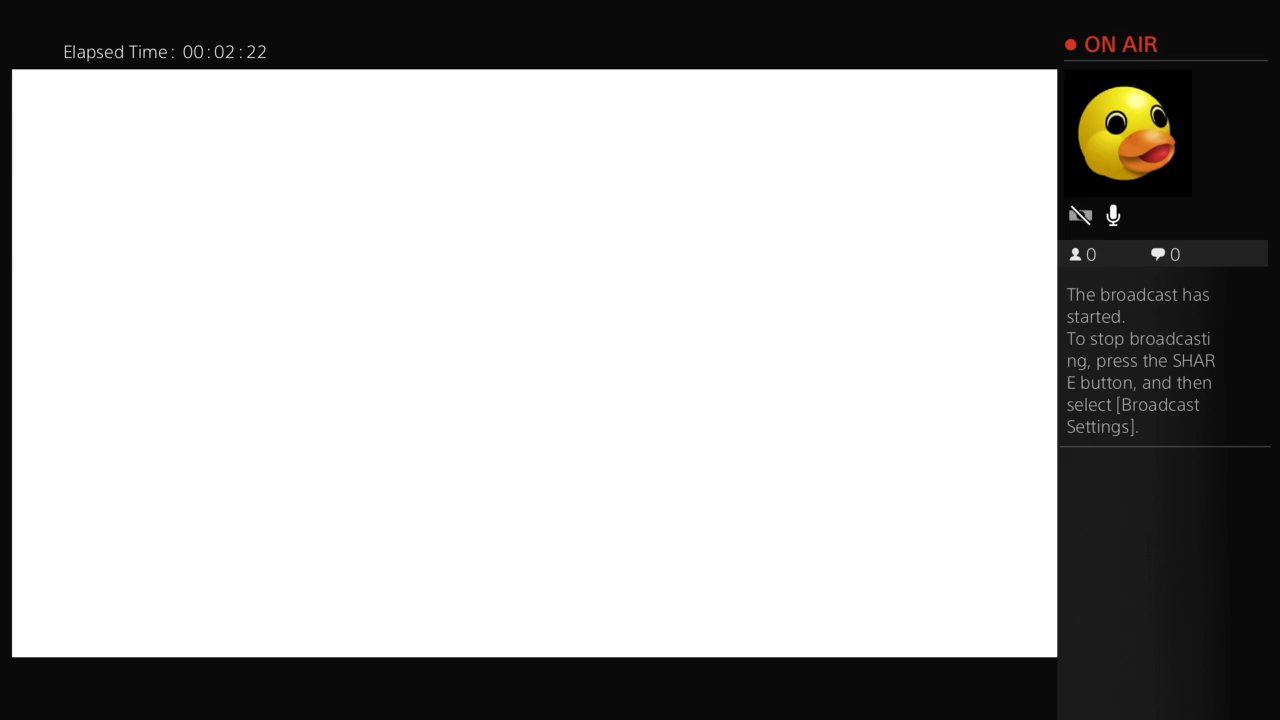 Elapsed Time: 00:02:22
ON AIR
0
0
The broadcast has
started.
To stop broadcasti
ng, press the SHAR
E button, and then
select [Broadcast
Settings].